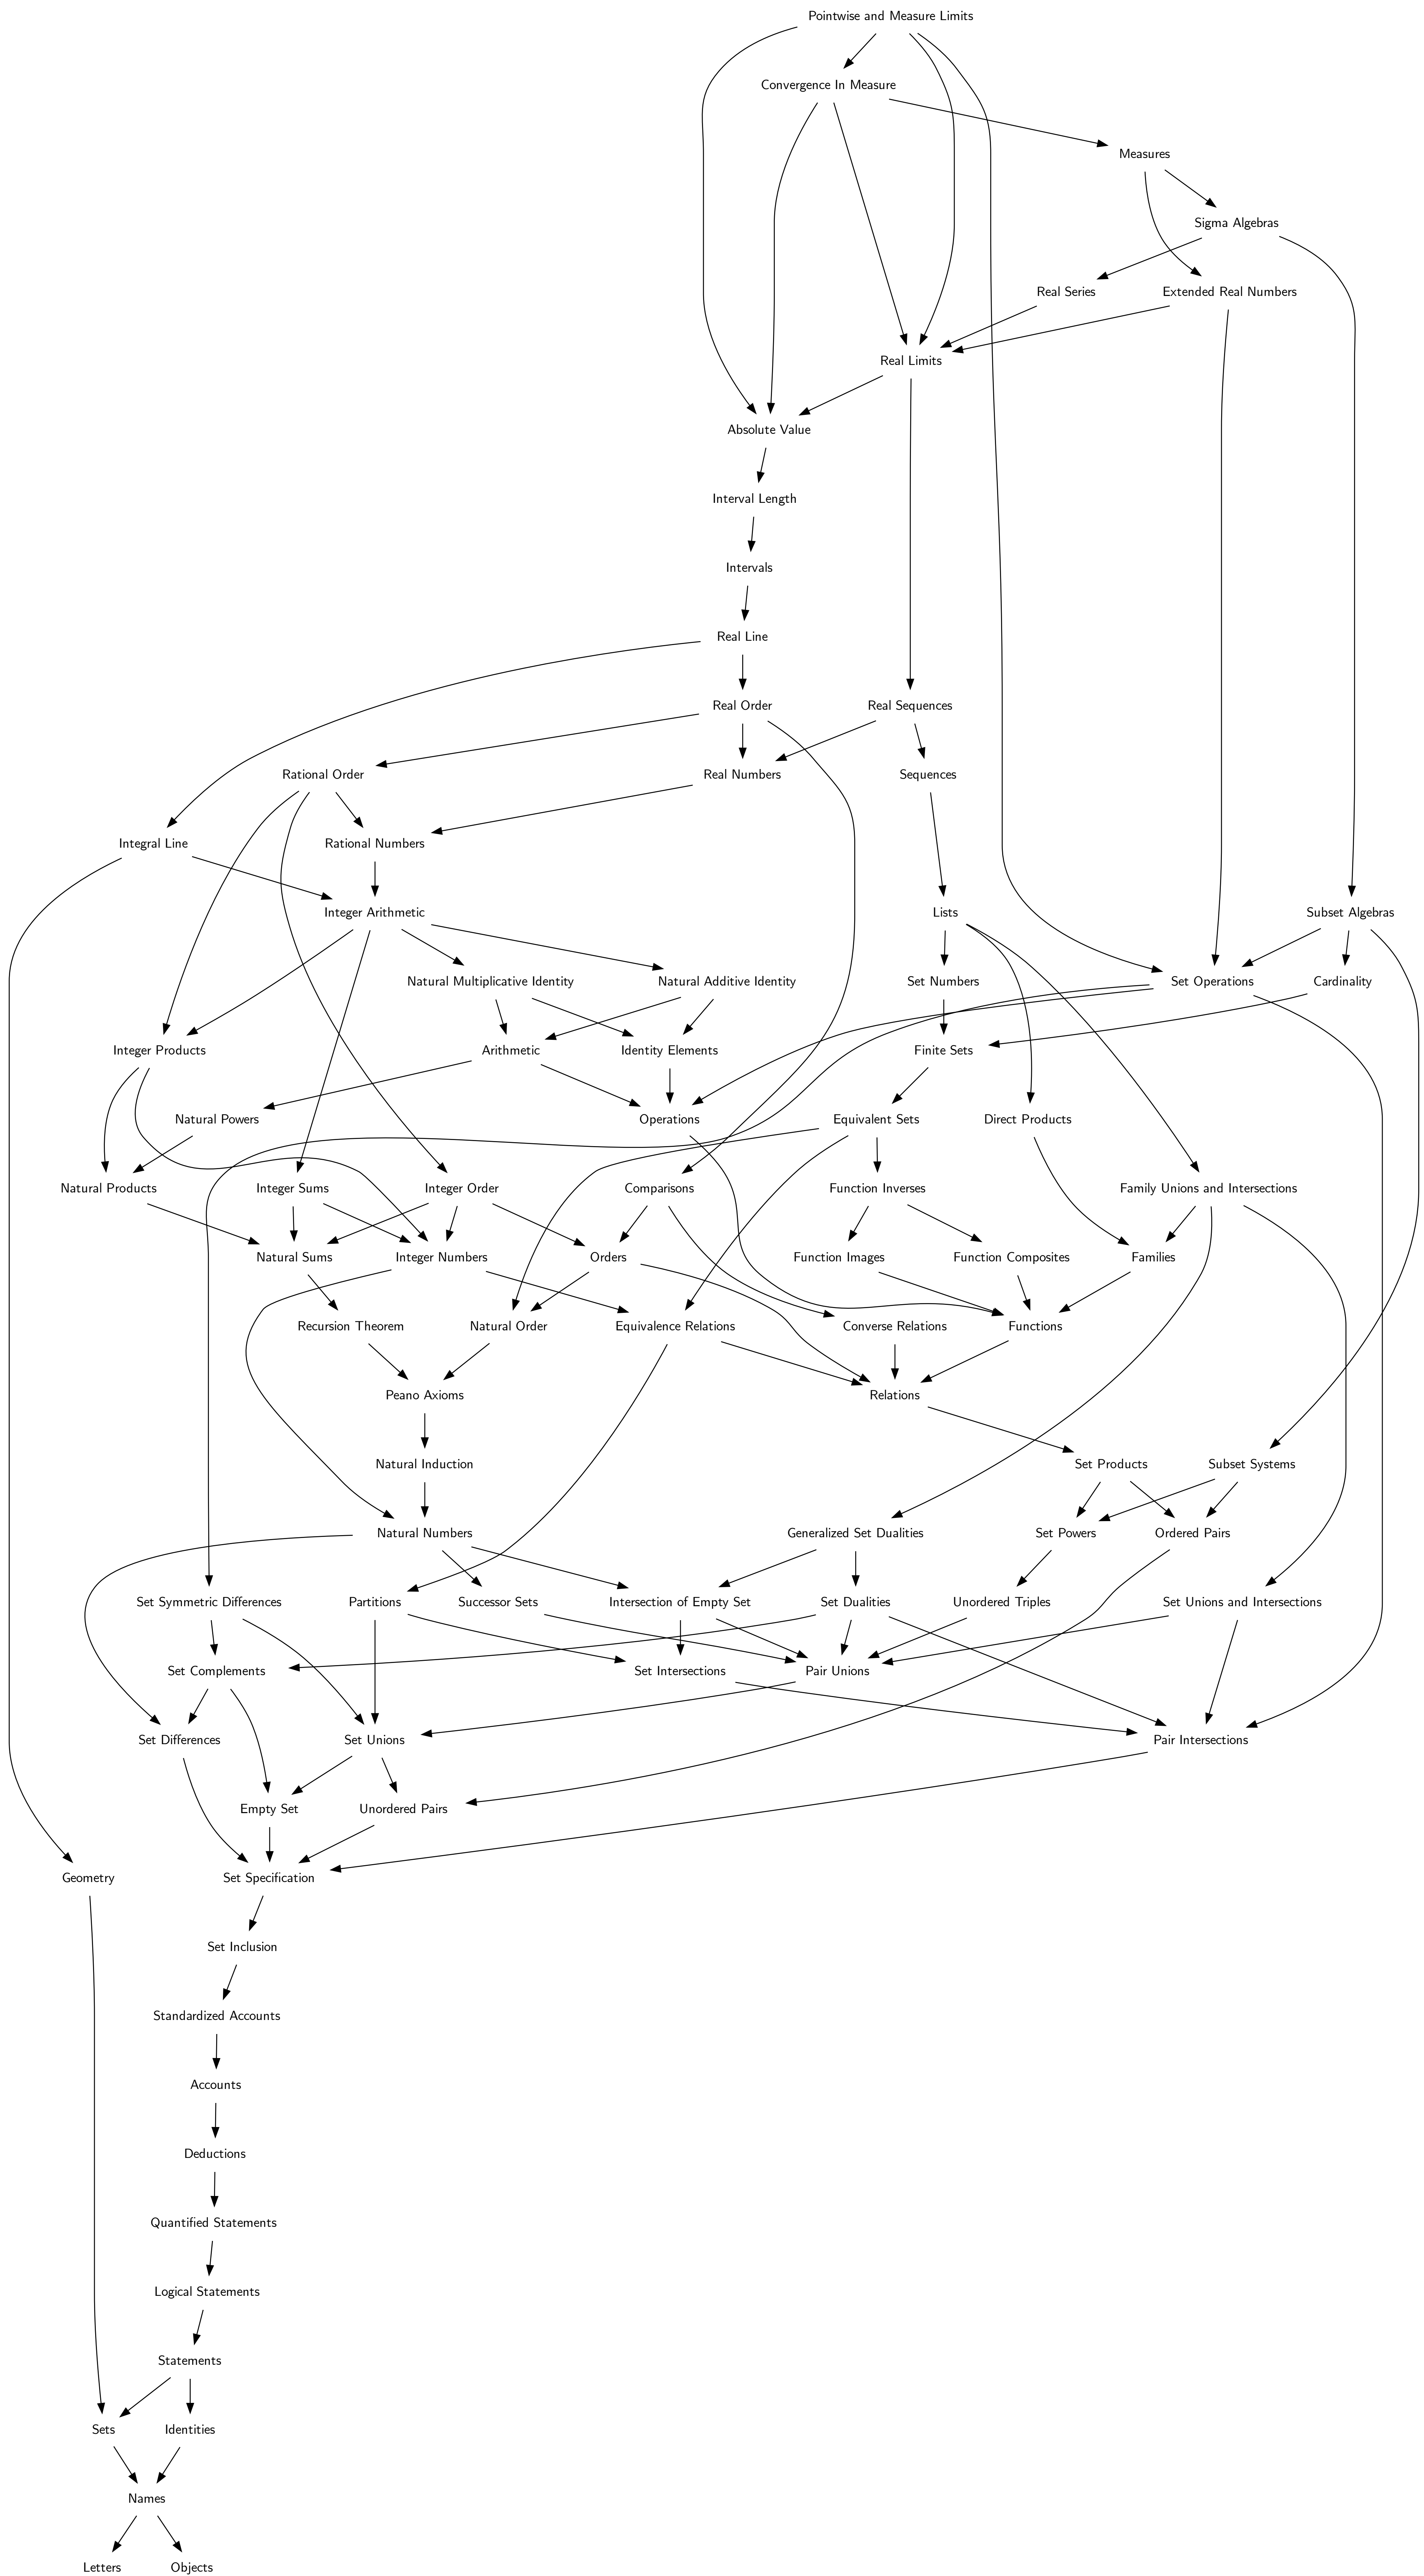 Pointwise and Measure Limits
Convergence In Measure
Measures
Sigma Algebras
Real Series
Extended Real Numbers
Real Limits
Absolute Value
Interval Length
Intervals
Real Line
Real Order
Real Sequences
Rational Order
Real Numbers
Sequences
Integral Line
Rational Numbers
Integer Arithmetic
Lists
Subset Algebras
Natural Multiplicative Identity
Natural Additive Identity
Set Numbers
Set Operations
Cardinality
Integer Products
Arithmetic
Identity Elements
Finite Sets
Natural Powers
Operations
Equivalent Sets
Direct Products
Natural Products
Integer Sums
Integer Order
Comparisons
Function Inverses
Family Unions and Intersections
Natural Sums
Integer Numbers
Orders
Function Images
Function Composites
Families
Recursion Theorem
Natural Order
Equivalence Relations
Converse Relations
Functions
Peano Axioms
Relations
Natural Induction
Set Products
Subset Systems
Natural Numbers
Generalized Set Dualities
Set Powers
Ordered Pairs
Set Symmetric Differences
Partitions
Successor Sets
Intersection of Empty Set
Set Dualities
Unordered Triples
Set Unions and Intersections
Set Complements
Set Intersections
Pair Unions
Set Differences
Set Unions
Pair Intersections
Empty Set
Unordered Pairs
Geometry
Set Specification
Set Inclusion
Standardized Accounts
Accounts
Deductions
Quantified Statements
Logical Statements
Statements
Sets
Identities
Names
Letters
Objects